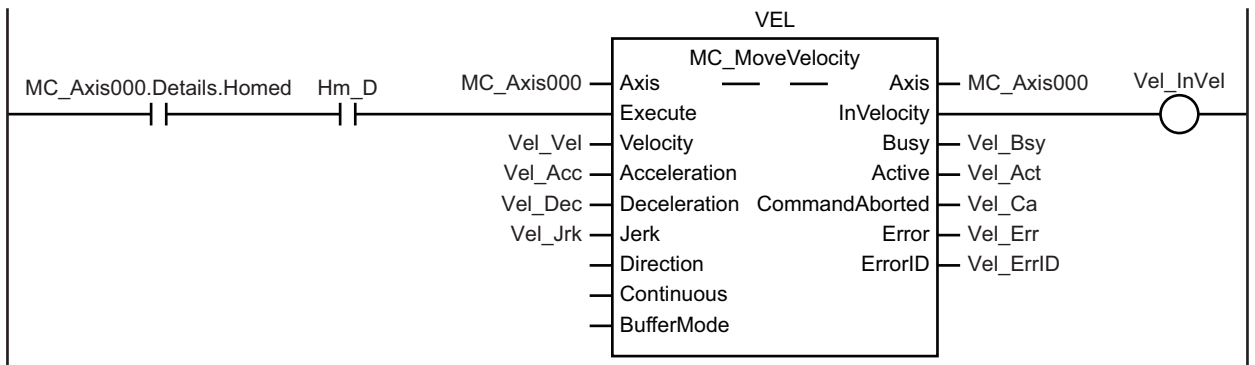 VEL
MC_MoveVelocity
MC_Axis000.Details.Homed Hm_D MC_Axis000 Axis Axis MC_Axis000 Vel_InVel
Execute InVelocity
Vel_Vel Velocity Busy Vel_Bsy
Vel_Acc Acceleration Active Vel_Act
Vel_Dec Deceleration CommandAborted Vel_Ca
Vel_Jrk Jerk Error Vel_Err
Direction ErrorID Vel_ErrID
Continuous
BufferMode